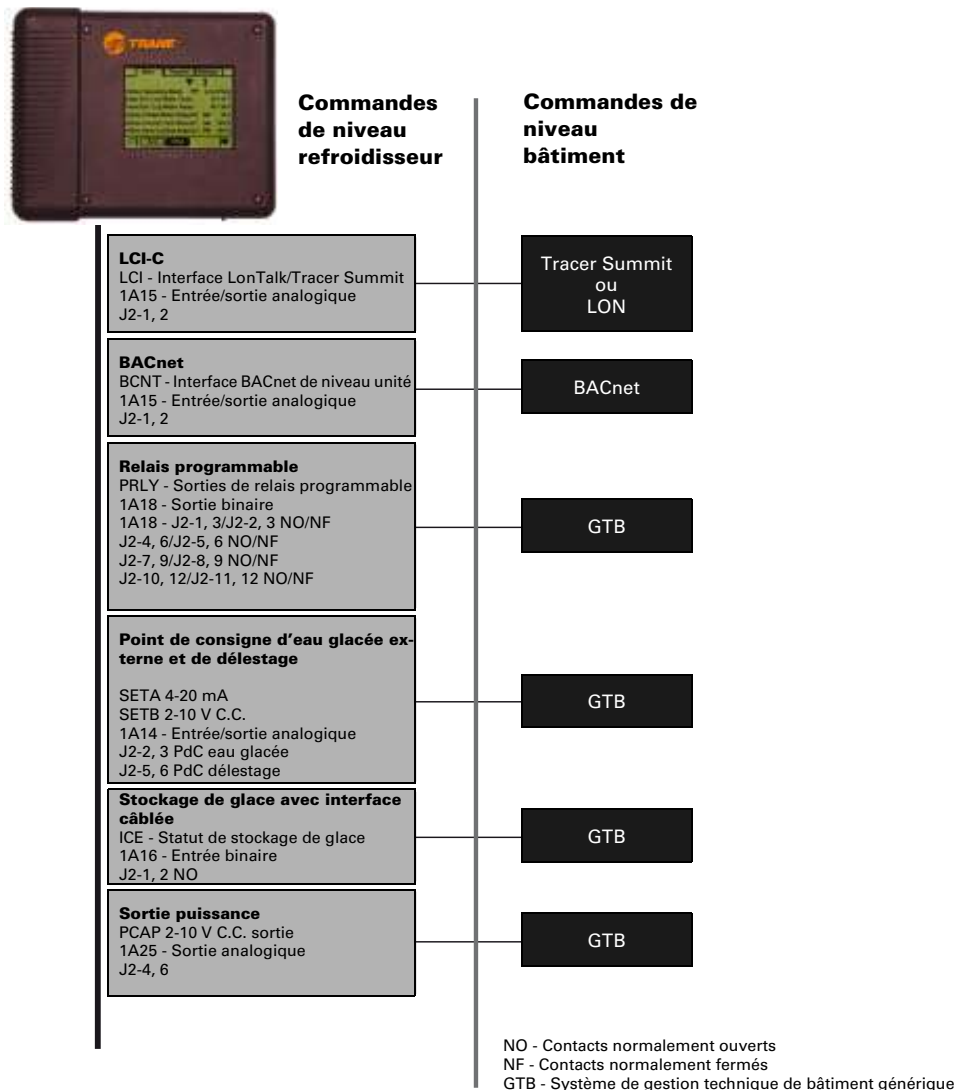 TRANE
Commandes
de niveau
refroidisseur
Commandes de
niveau
bâtiment
LCI-C
LCI - Interface LonTalk/Tracer Summit
1A15 - Entrée/sortie analogique
J2-1, 2
Tracer Summit
ou
LON
BACnet
BCNT - Interface BACnet de niveau unité
1A15 - Entrée/sortie analogique
J2-1, 2
BACnet
Relais programmable
PRLY - Sorties de relais programmable
1A18 - Sortie binaire
1A18 - J2-1, 3/J2-2, 3 NO/NF
J2-4, 6/J2-5, 6 NO/NF
J2-7, 9/J2-8, 9 NO/NF
J2-10, 12/J2-11, 12 NO/NF
GTB
Point de consigne d'eau glacée ex-
terne et de délestage
SETA 4-20 mA
SETB 2-10 V C.C.
1A14 - Entrée/sortie analogique
J2-2, 3 PdC eau glacée
J2-5, 6 PdC délestage
GTB
Stockage de glace avec interface
câblée
ICE - Statut de stockage de glace
1A16 - Entrée binaire
J2-1, 2 NO
GTB
Sortie puissance
PCAP 2-10 V C.C. sortie
1A25 - Sortie analogique
J2-4, 6
GTB
NO - Contacts normalement ouverts
NF - Contacts normalement fermés
GTB - Système de gestion technique de bâtiment générique